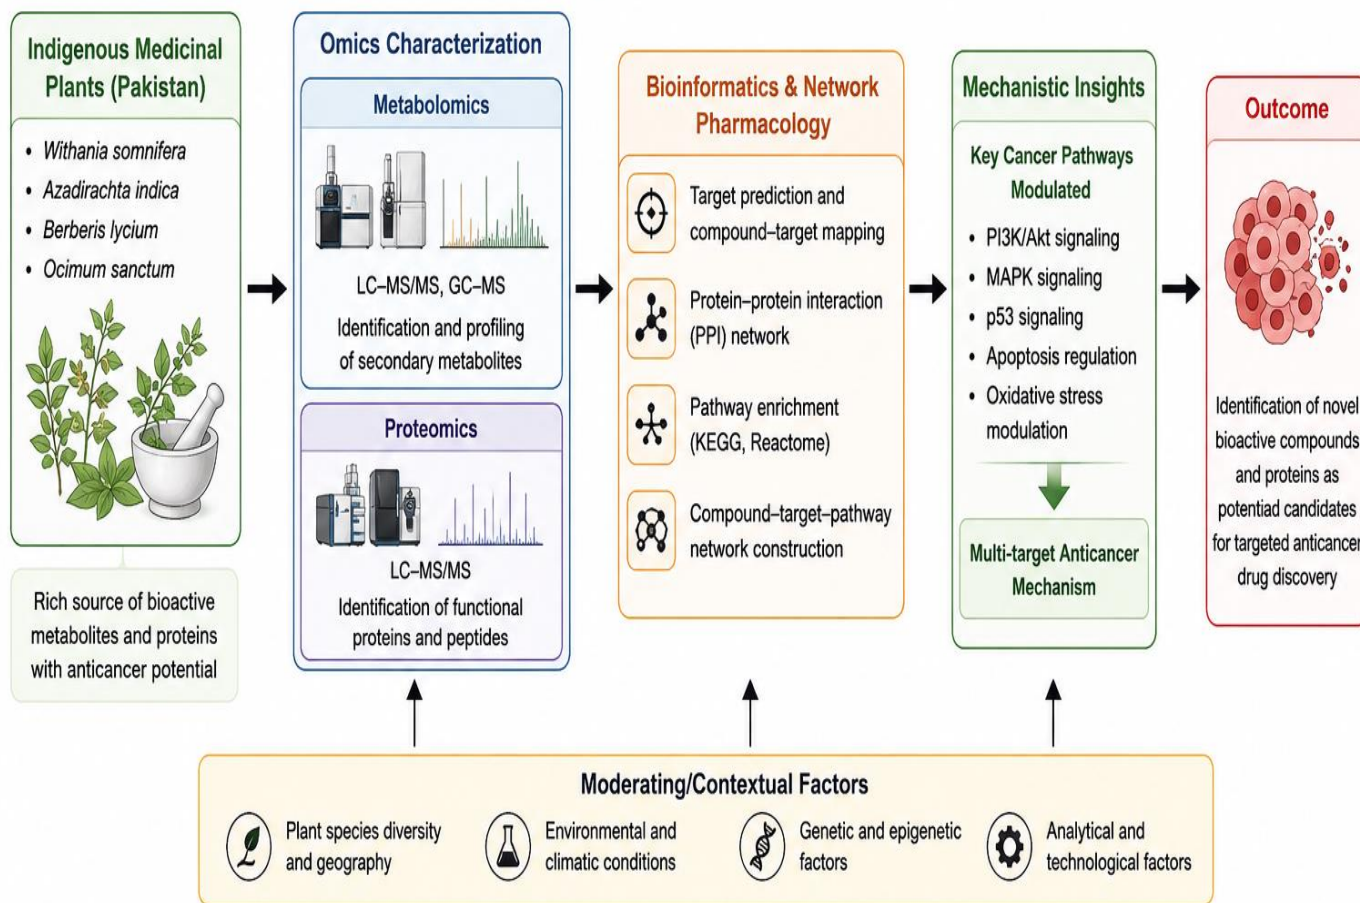 Indigenous Medicinal
Plants (Pakistan)
• Withania somnifera
• Azadirachta indica
• Berberis lycium
• Ocimum sanctum
Rich source of bioactive
metabolites and proteins
with anticancer potential
Omics Characterization
Metabolomics
LC–MS/MS, GC–MS
Identification and profiling
of secondary metabolites
Proteomics
LC–MS/MS
Identification of functional
proteins and peptides
Bioinformatics & Network
Pharmacology
Target prediction and
compound–target mapping
Protein–protein interaction
(PPI) network
Pathway enrichment
(KEGG, Reactome)
Compound–target–pathway
network construction
Mechanistic Insights
Key Cancer Pathways
Modulated
• PI3K/Akt signaling
• MAPK signaling
• p53 signaling
• Apoptosis regulation
• Oxidative stress
modulation
Multi-target Anticancer
Mechanism
Outcome
Identification of novel
bioactive compounds
and proteins as
potentiad candidates
for targeted anticancer
drug discovery
Moderating/Contextual Factors
Plant species diversity
and geography
Environmental and
climatic conditions
Genetic and epigenetic
factors
Analytical and
technological factors